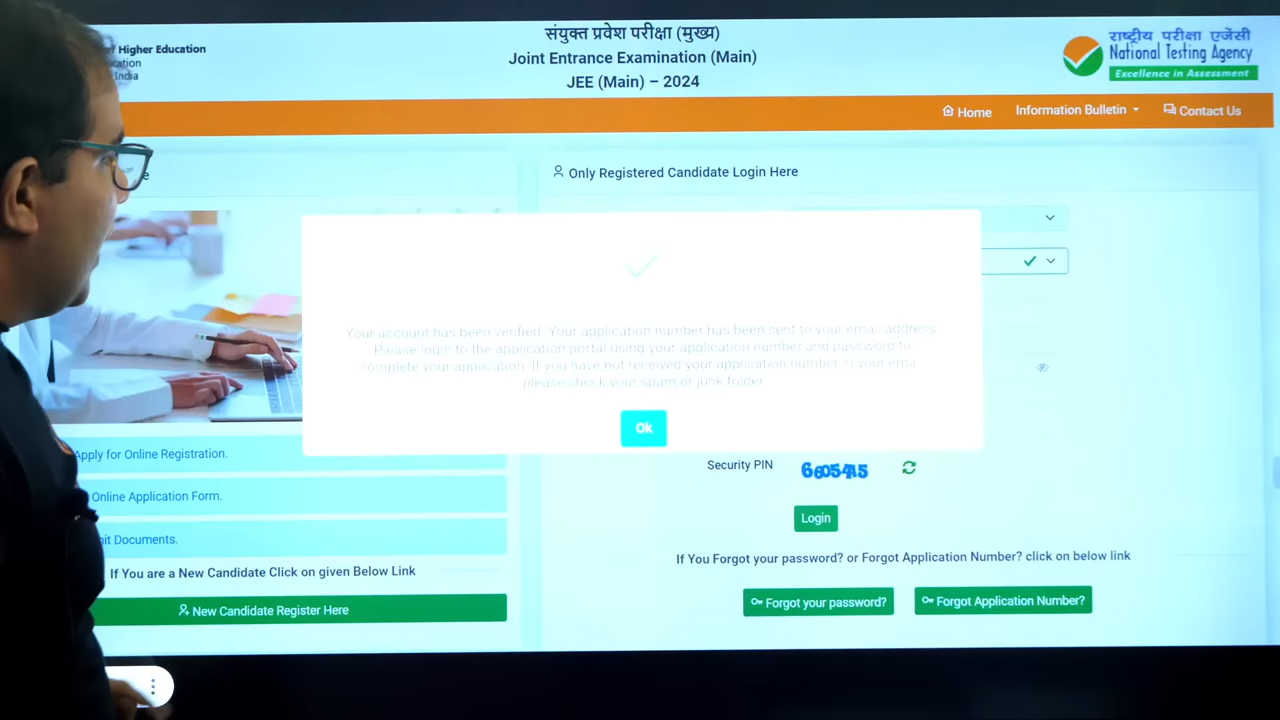 Higher Education
cation
India
संयुक्त प्रवेश परीक्षा (मुख्य)
Joint Entrance Examination (Main)
JEE (Main) – 2024
राष्ट्रीय परीक्षा एजेंसी
National Testing Agency
Excellence in Assessment
Home
Information Bulletin
Contact Us
e
Only Registered Candidate Login Here
Your account has been verified. Your application number has been sent to your email address.
Please login to the application portal using your application number and password to
complete your application. If you have not received your application number in your emai
please check your spam or junk folder.
Ok
Apply for Online Registration.
Online Application Form.
it Documents.
If You are a New Candidate Click on given Below Link
New Candidate Register Here
Security PIN
Login
If You Forgot your password? or Forgot Application Number? click on below link
Forgot your password?
Forgot Application Number?